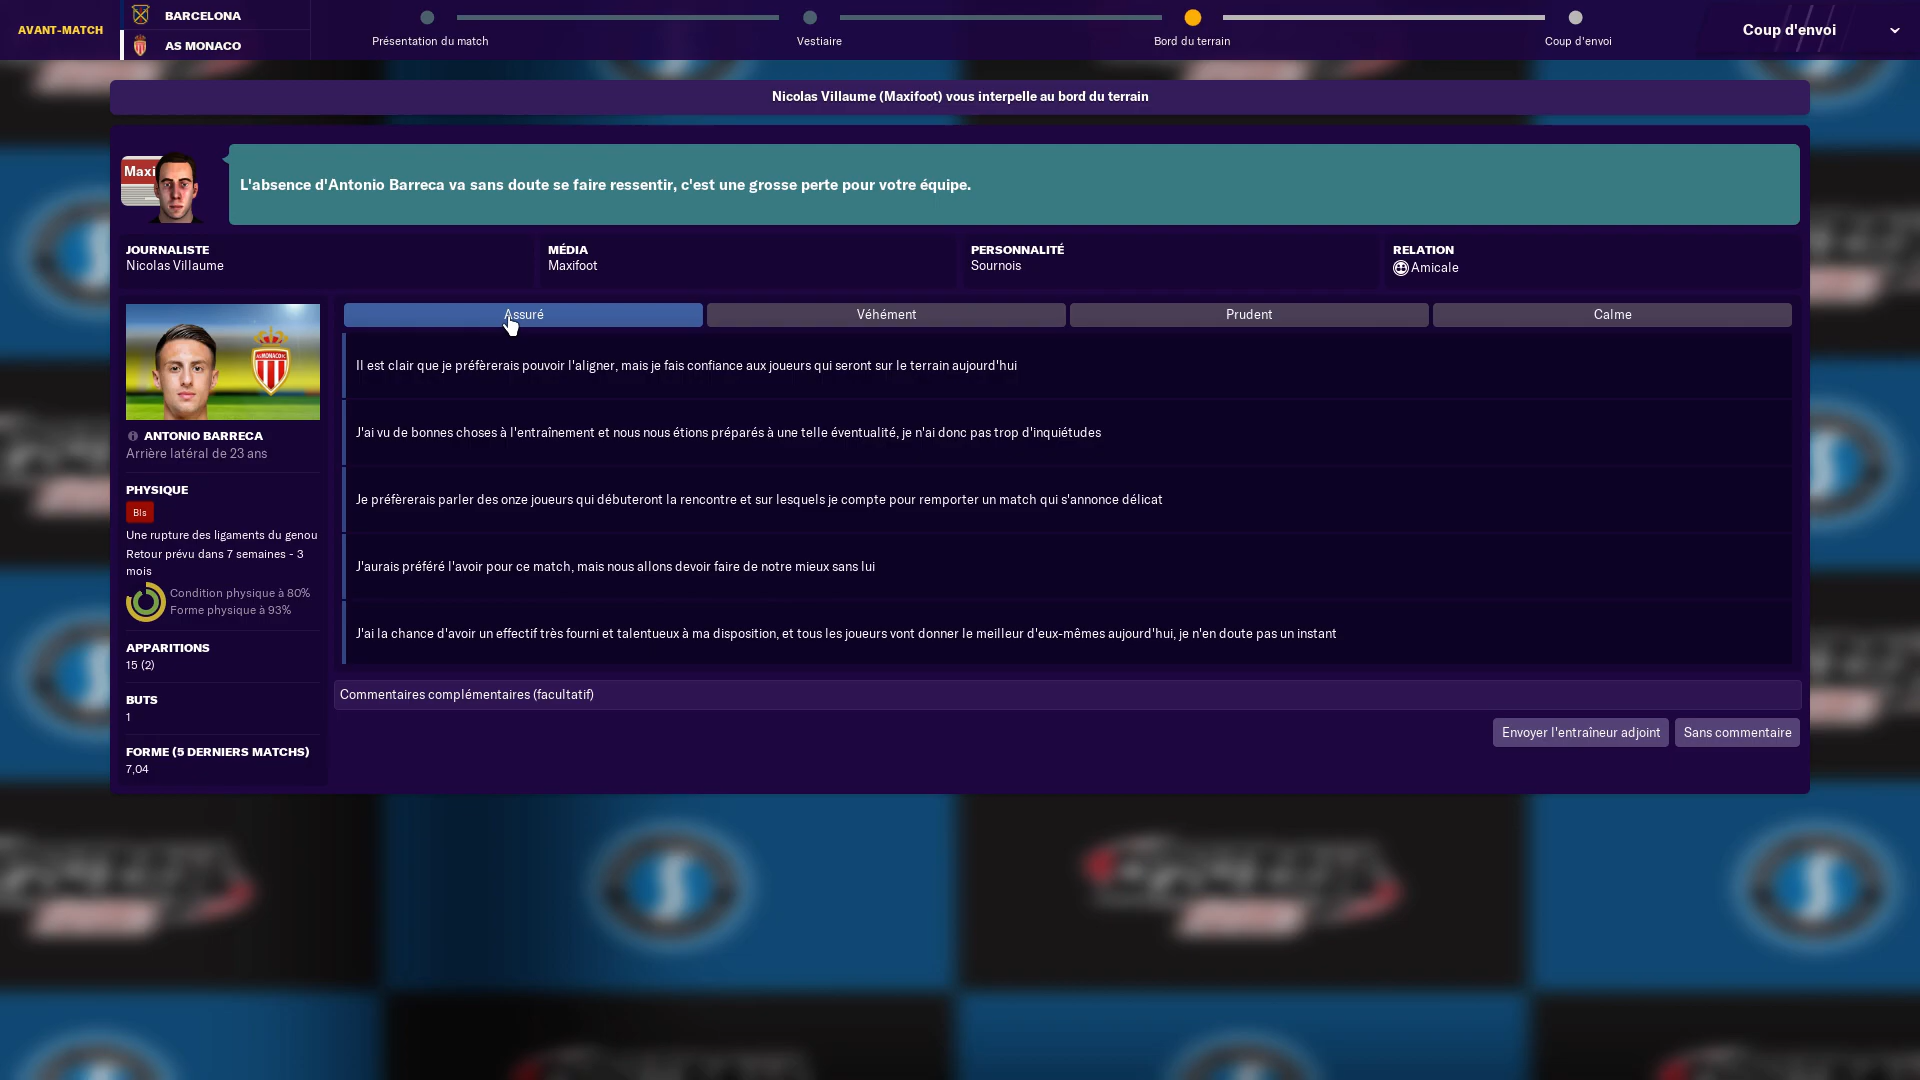 AVANT-MATCH
BARCELONA
AS MONACO
Présentation du match
Vestiaire
Bord du terrain
Coup d'envoi
Coup d'envoi
Nicolas Villaume (Maxifoot) vous interpelle au bord du terrain
Maxi
L'absence d'Antonio Barreca va sans doute se faire ressentir, c'est une grosse perte pour votre équipe.
JOURNALISTE
Nicolas Villaume
MÉDIA
Maxifoot
PERSONNALITÉ
Sournois
RELATION
Amicale
Assuré
Véhément
Prudent
Calme
Il est clair que je préfèrerais pouvoir l'aligner, mais je fais confiance aux joueurs qui seront sur le terrain aujourd'hui
J'ai vu de bonnes choses à l'entraînement et nous nous étions préparés à une telle éventualité, je n'ai donc pas trop d'inquiétudes
Je préfèrerais parler des onze joueurs qui débuteront la rencontre et sur lesquels je compte pour remporter un match qui s'annonce délicat
J'aurais préféré l'avoir pour ce match, mais nous allons devoir faire de notre mieux sans lui
J'ai la chance d'avoir un effectif très fourni et talentueux à ma disposition, et tous les joueurs vont donner le meilleur d'eux-mêmes aujourd'hui, je n'en doute pas un instant
ANTONIO BARRECA
Arrière latéral de 23 ans
PHYSIQUE
Bls
Une rupture des ligaments du genou
Retour prévu dans 7 semaines - 3
mois
Condition physique à 80%
Forme physique à 93%
APPARITIONS
15 (2)
BUTS
1
FORME (5 DERNIERS MATCHS)
7,04
Commentaires complémentaires (facultatif)
Envoyer l'entraîneur adjoint
Sans commentaire